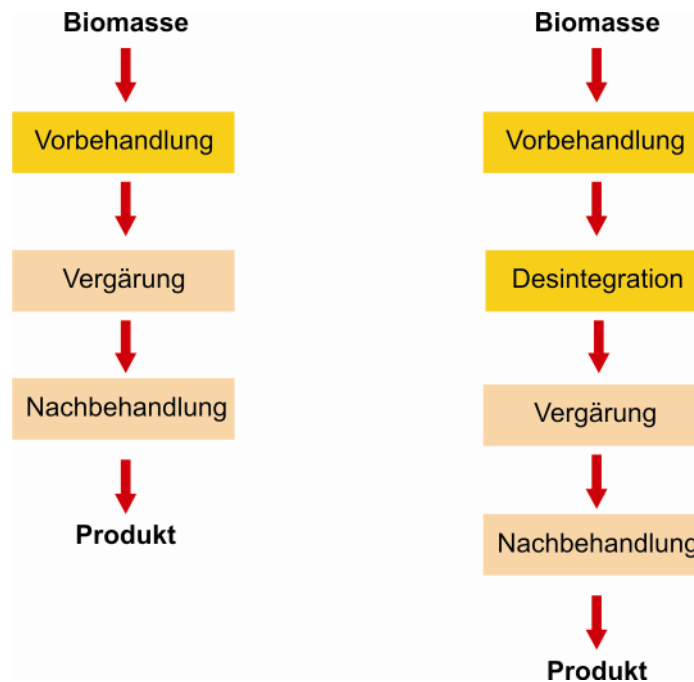 Biomasse
Vorbehandlung
Vergärung
Nachbehandlung
Produkt
Biomasse
Vorbehandlung
Desintegration
Vergärung
Nachbehandlung
Produkt